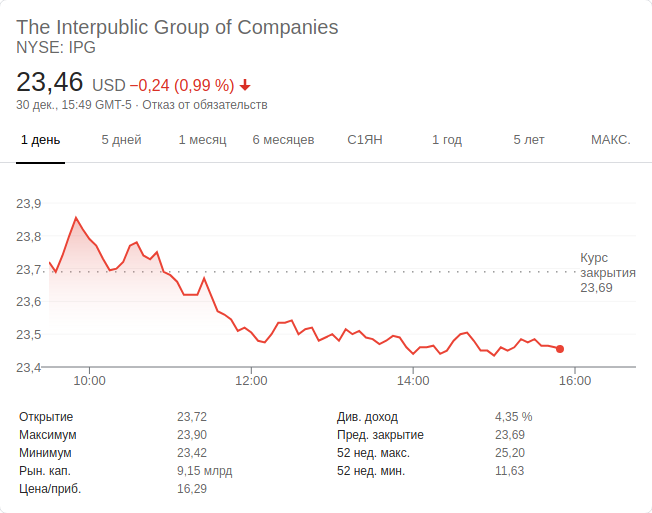 The Interpublic Group of Companies
NYSE: IPG
23,46 USD −0,24 (0,99 %)
30 дек., 15:49 GMT-5 · Отказ от обязательств
1 день 5 дней 1 месяц 6 месяцев С1ЯН 1 год 5 лет МАКС.
23,9
23,8
23,7
23,6
23,5
23,4
Курс
закрытия
23,69
10:00 12:00 14:00 16:00
Открытие 23,72 Див. доход 4,35 %
Максимум 23,90 Пред. закрытие 23,69
Минимум 23,42 52 нед. макс. 25,20
Рын. кап. 9,15 млрд 52 нед. мин. 11,63
Цена/приб. 16,29